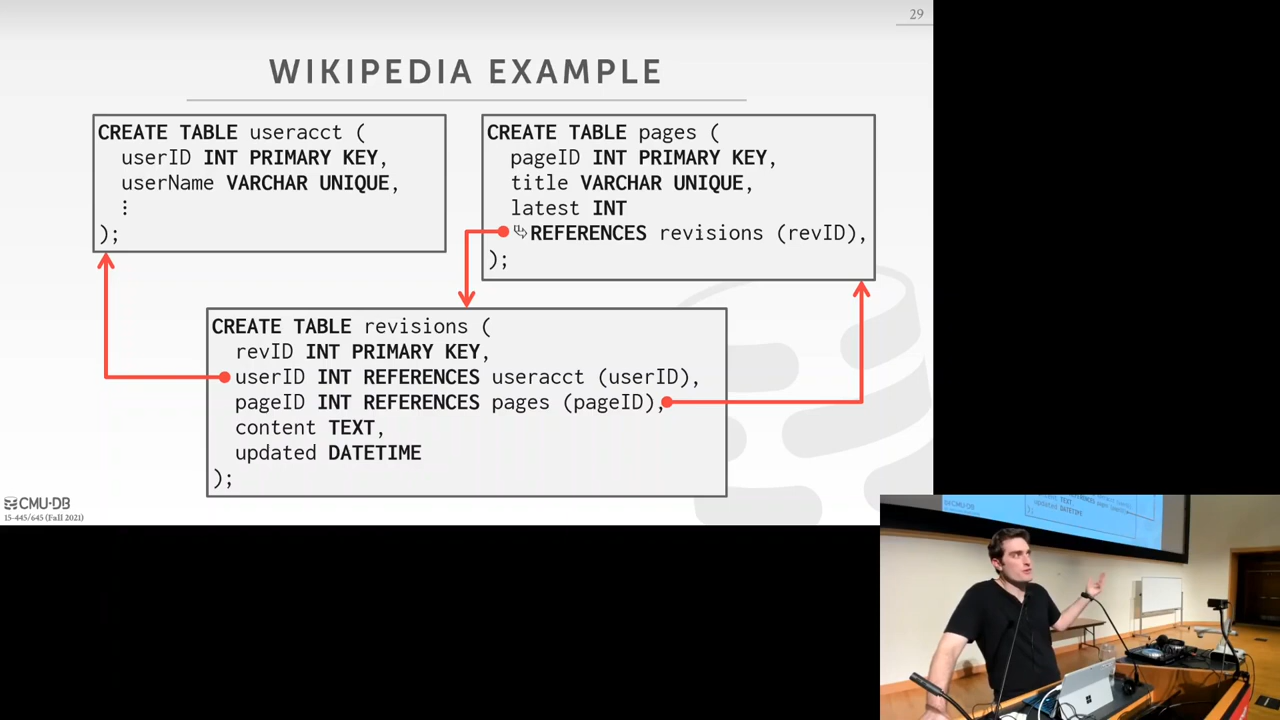 29
WIKIPEDIA EXAMPLE
CREATE TABLE useracct (
userID INT PRIMARY KEY,
userName VARCHAR UNIQUE,
⋮
);
CREATE TABLE pages (
pageID INT PRIMARY KEY,
title VARCHAR UNIQUE,
latest INT
↳REFERENCES revisions (revID),
);
CREATE TABLE revisions (
revID INT PRIMARY KEY,
userID INT REFERENCES useracct (userID),
pageID INT REFERENCES pages (pageID),
content TEXT,
updated DATETIME
);
CMU·DB
15-445/645 (Fall 2021)